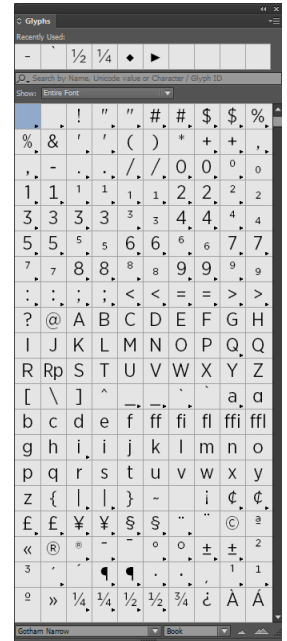 Glyphs
Recently Used:
- ` ½ ¼ ◆ ►
Search by Name, Unicode value or Character / Glyph ID
Show: Entire Font
! " " # # $ $ %
% & ' ' ( ) * + + ,
, - . . / / 0 0 ⁰ ₀
1 1 ¹ ¹ ₁ ₁ 2 2 ² ₂
3 3 3 3 ³ ₃ 4 4 ⁴ ₄
5 5 ⁵ ₅ 6 6 ⁶ ₆ 7 7
⁷ ₇ 8 8 ⁸ ₈ 9 9 ⁹ ₉
: : ; ; < < = = > >
? @ A B C D E F G H
I J K L M N O P Q Q
R Rp S T U V W X Y Z
[ \ ] ^ _ _ ` ` a ɑ
b c d e f ff fi fl ffi ffl
g h i i j k l m n o
p q r s t u v w x y
z { | | } ~ ¡ ¢ ¢
£ £ ¥ ¥ § § ¨ ¨ © ª
« ® ® ¯ ¯ ° ° ± ± ²
³ ´ ´ ¶ ¶ · · ¸ ¹ ¹
º » ¼ ¼ ½ ½ ¾ ¿ À Á
Gotham Narrow Book